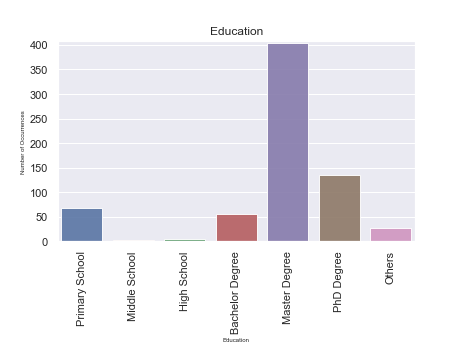 Education
400
350
300
250
200
150
100
50
0
Number of Occurrences
Primary School
Middle School
High School
Bachelor Degree
Master Degree
PhD Degree
Others
Education